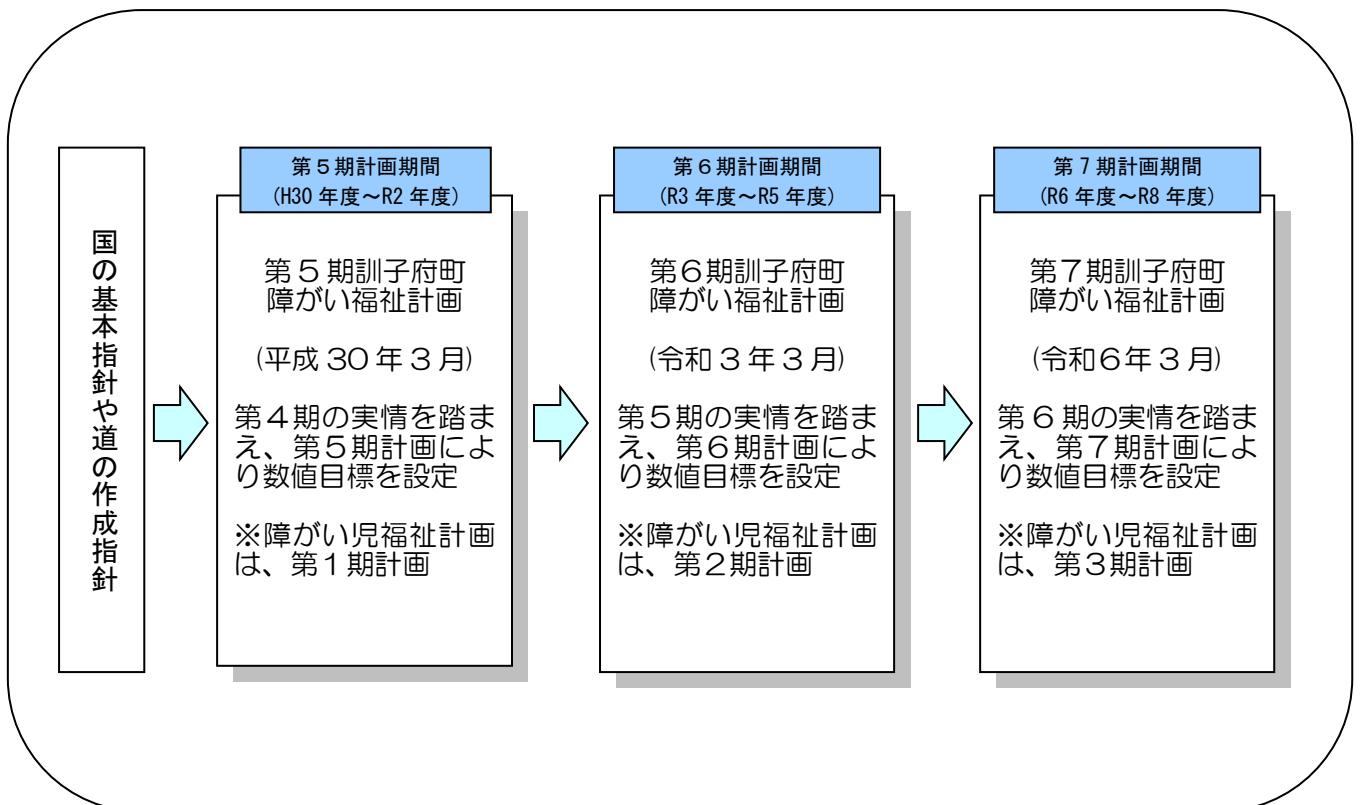 国の基本指針や道の作成指針
第５期計画期間
(H30 年度～R2 年度)
第５期訓子府町
障がい福祉計画
(平成 30 年３月)
第４期の実情を踏ま
え、第５期計画によ
り数値目標を設定
※障がい児福祉計画
は、第１期計画
第６期計画期間
(R3 年度～R5 年度)
第６期訓子府町
障がい福祉計画
(令和３年３月)
第５期の実情を踏ま
え、第６期計画によ
り数値目標を設定
※障がい児福祉計画
は、第２期計画
第７期計画期間
(R6 年度～R8 年度)
第７期訓子府町
障がい福祉計画
(令和６年３月)
第６期の実情を踏ま
え、第７期計画によ
り数値目標を設定
※障がい児福祉計画
は、第３期計画